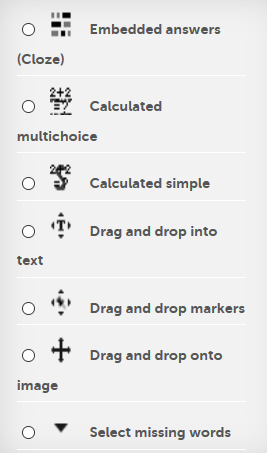 Embedded answers
(Cloze)
Calculated
multichoice
Calculated simple
Drag and drop into
text
Drag and drop markers
Drag and drop onto
image
Select missing words